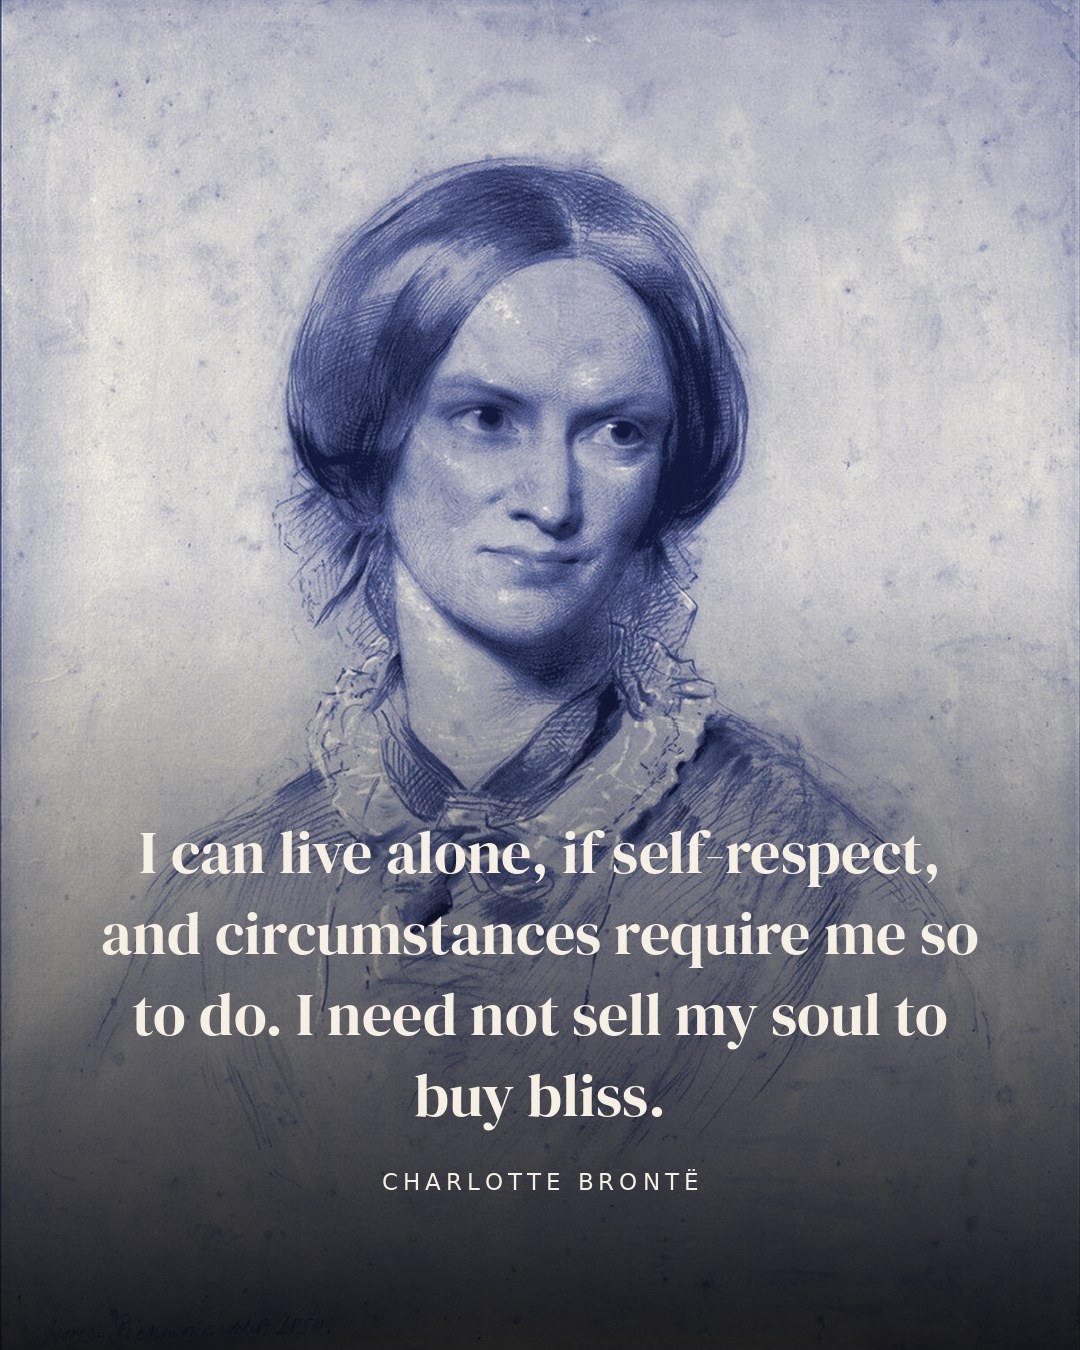 I can live alone, if self-respect,
and circumstances require me so
to do. I need not sell my soul to
buy bliss.
CHARLOTTE BRONTË